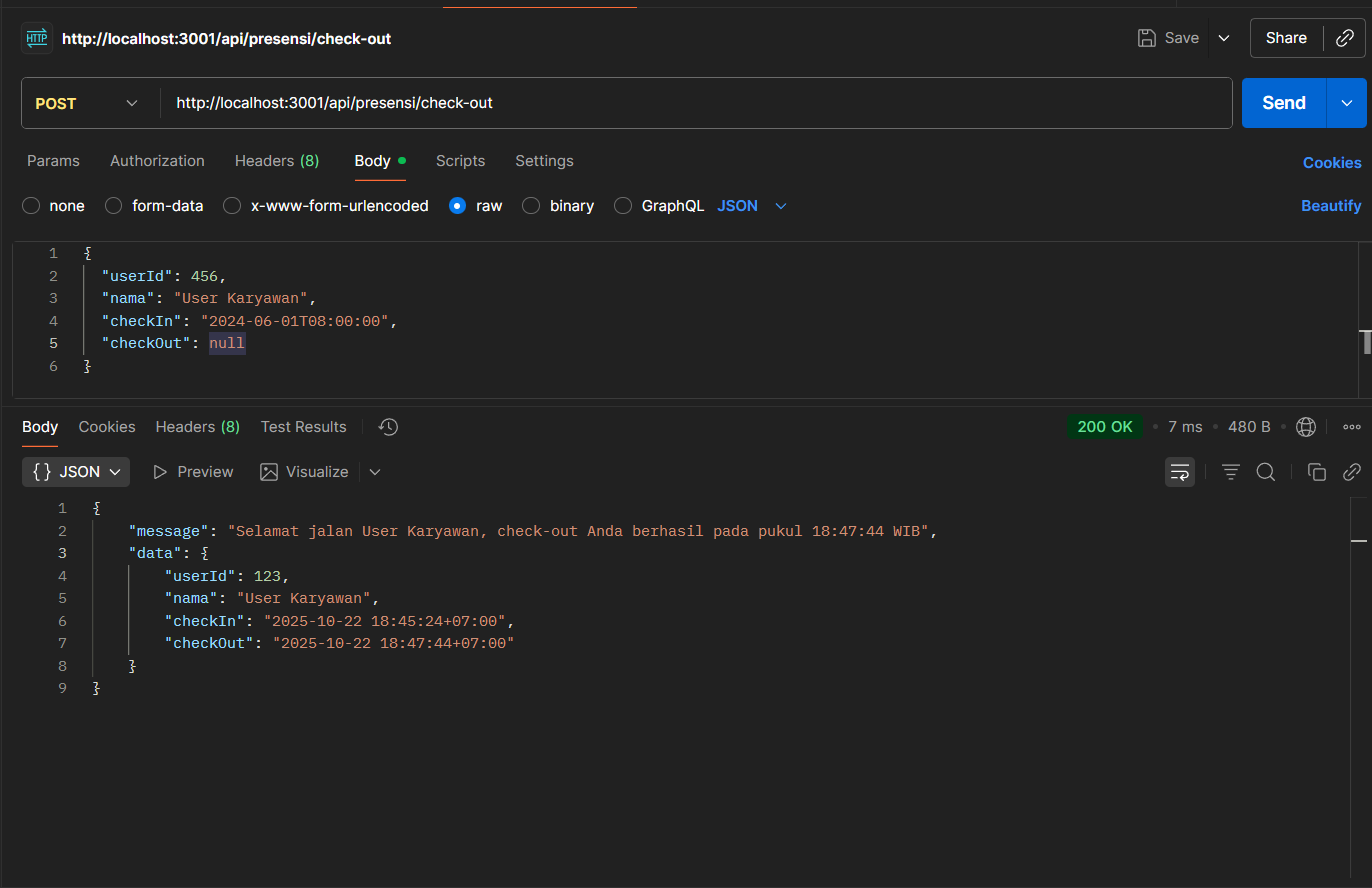 HTTP http://localhost:3001/api/presensi/check-out Save Share
POST http://localhost:3001/api/presensi/check-out Send
Params Authorization Headers (8) Body Scripts Settings Cookies
none form-data x-www-form-urlencoded raw binary GraphQL JSON Beautify
1 {
2 "userId": 456,
3 "nama": "User Karyawan",
4 "checkIn": "2024-06-01T08:00:00",
5 "checkOut": null
6 }
Body Cookies Headers (8) Test Results 200 OK • 7 ms • 480 B •
{} JSON Preview Visualize
1 {
2 "message": "Selamat jalan User Karyawan, check-out Anda berhasil pada pukul 18:47:44 WIB",
3 "data": {
4 "userId": 123,
5 "nama": "User Karyawan",
6 "checkIn": "2025-10-22 18:45:24+07:00",
7 "checkOut": "2025-10-22 18:47:44+07:00"
8 }
9 }